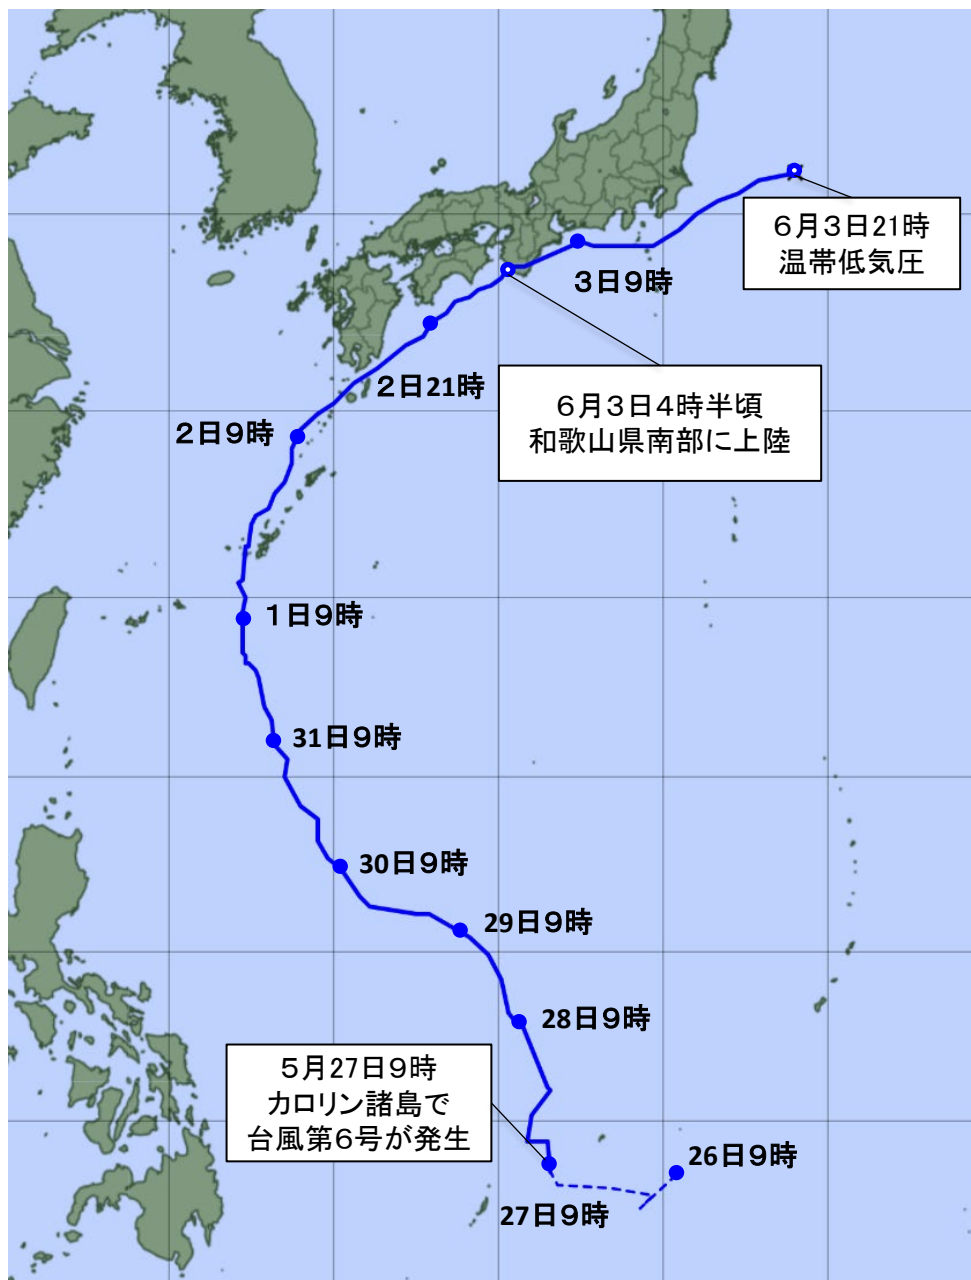 6月3日21時
温帯低気圧
3日9時
6月3日4時半頃
和歌山県南部に上陸
2日21時
2日9時
1日9時
31日9時
30日9時
29日9時
28日9時
5月27日9時
カロリン諸島で
台風第6号が発生
26日9時
27日9時